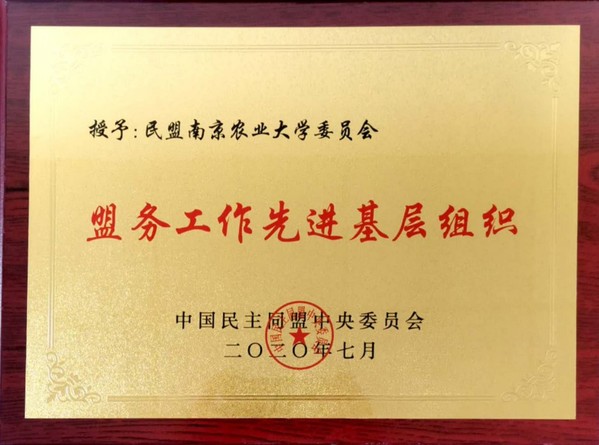 授予:民盟南京农业大学委员会
盟务工作先进基层组织
中国民主同盟中央委员会
二〇二〇年七月